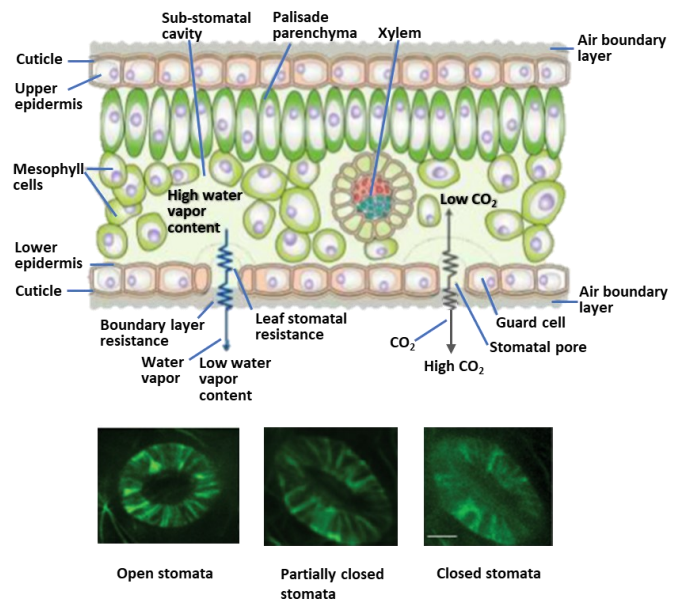 Sub-stomatal
cavity
Palisade
parenchyma
Xylem
Air boundary
layer
Cuticle
Upper
epidermis
Mesophyll
cells
High water
vapor
content
Low CO₂
Lower
epidermis
Cuticle
Air boundary
layer
Boundary layer
resistance
Leaf stomatal
resistance
Guard cell
Stomatal pore
CO₂
High CO₂
Water
vapor
Low water
vapor
content
Open stomata
Partially closed
stomata
Closed stomata